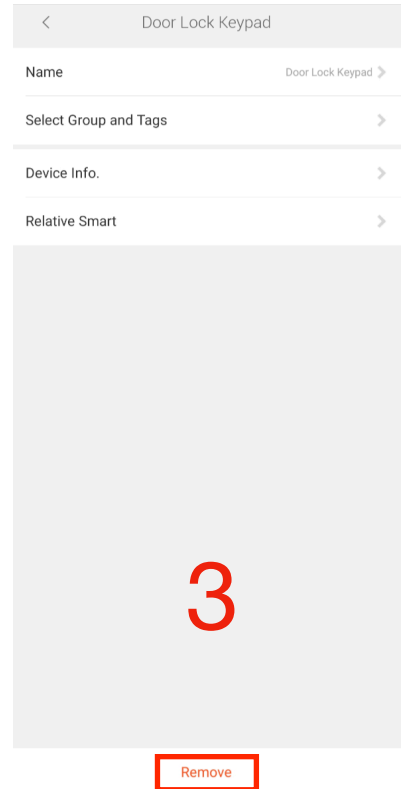 Door Lock Keypad
Name Door Lock Keypad
Select Group and Tags
Device Info.
Relative Smart
3
Remove